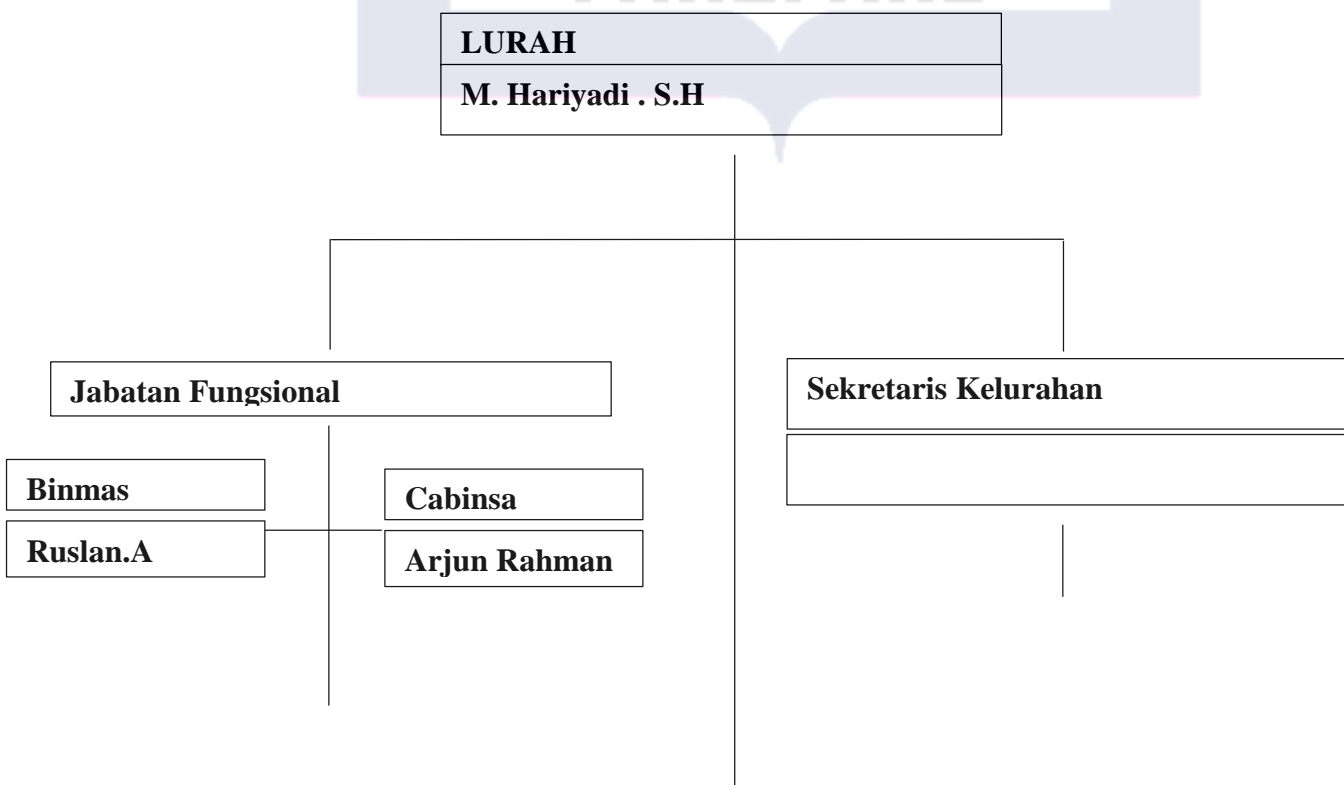 LURAH
M. Hariyadi . S.H
Jabatan Fungsional
Sekretaris Kelurahan
Binmas
Cabinsa
Ruslan.A
Arjun Rahman